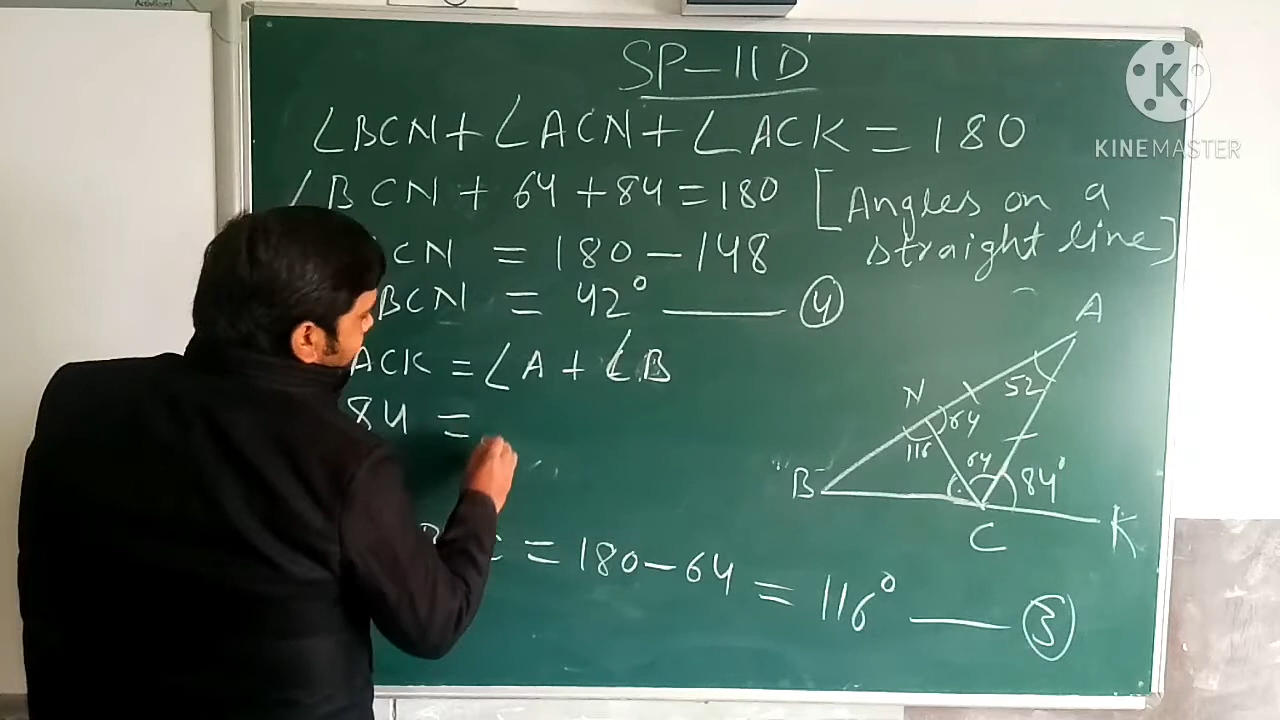 SP-11D
∠BCN+∠ACN+∠ACK=180
∠BCN+64+84=180 [Angles on a straight line]
CN = 180-148
BCN = 42° —— ④
ACK = ∠A+∠B
84 =
= 180-64 = 116° —— ③
A
52
N
64
116
64
84°
B
C
K
K
KINEMASTER